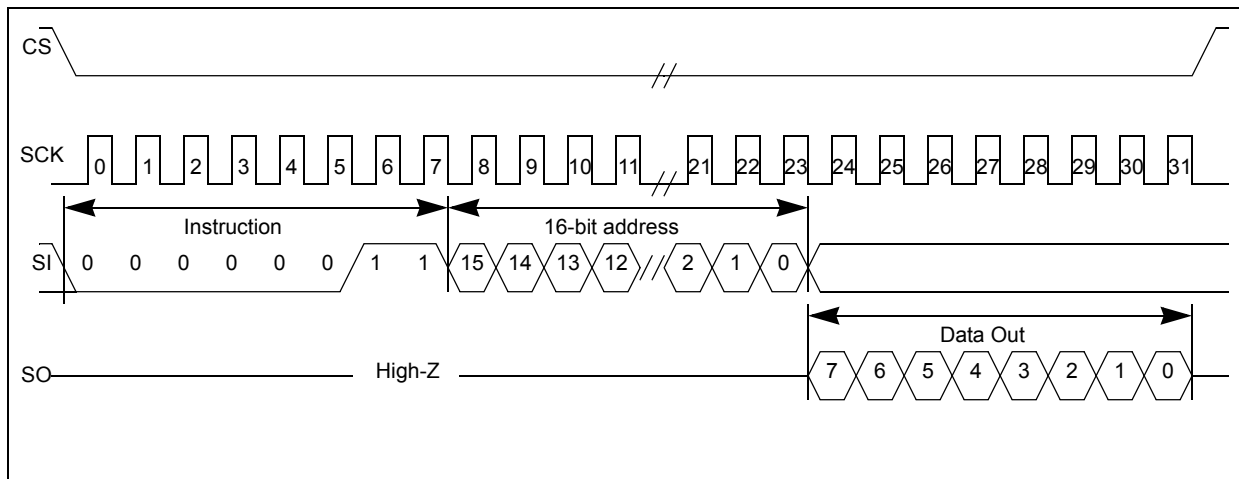 CS
SCK
0 1 2 3 4 5 6 7 8 9 10 11 21 22 23 24 25 26 27 28 29 30 31
Instruction 16-bit address
SI 0 0 0 0 0 0 1 1 15 14 13 12 2 1 0
Data Out
SO High-Z 7 6 5 4 3 2 1 0